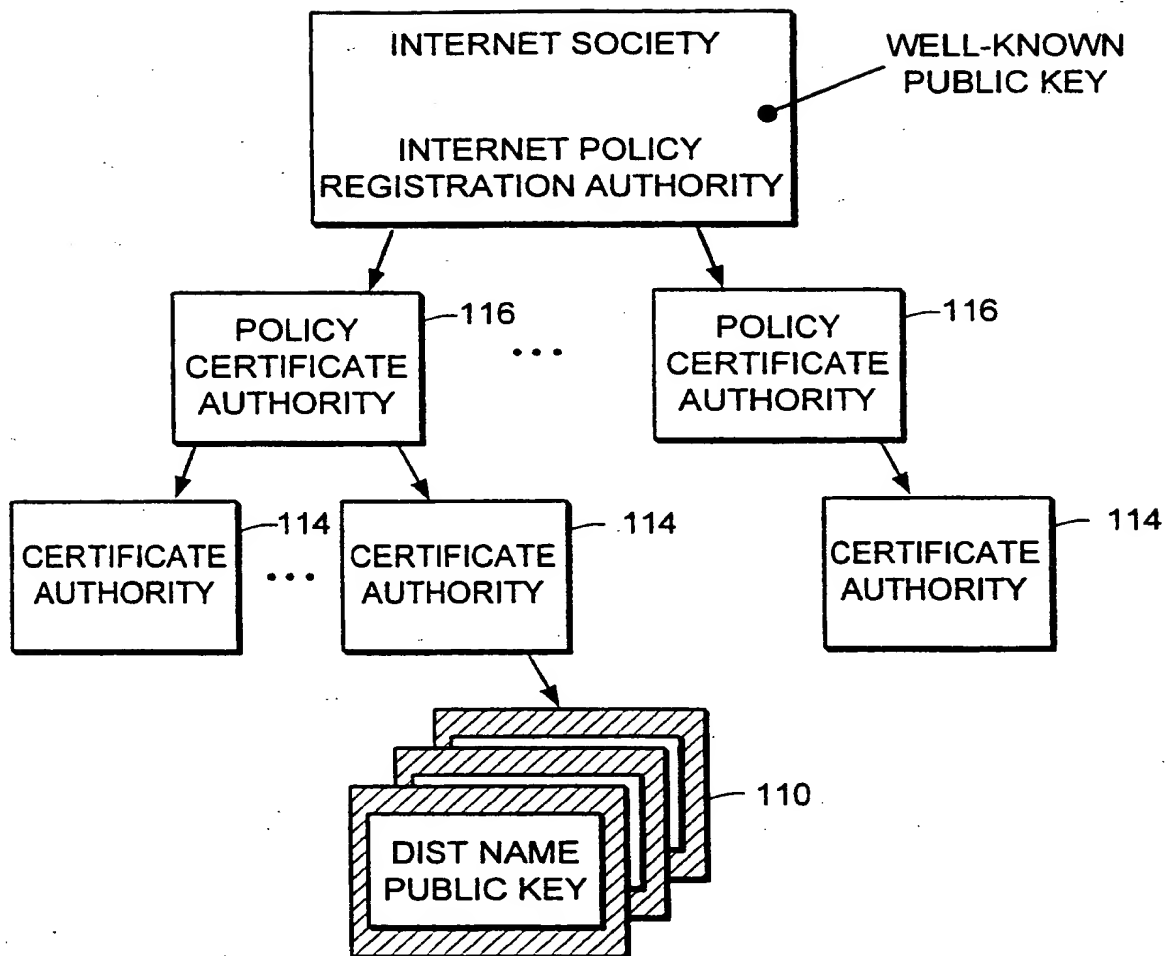 INTERNET SOCIETY
INTERNET POLICY
REGISTRATION AUTHORITY
WELL-KNOWN
PUBLIC KEY
POLICY
CERTIFICATE
AUTHORITY
116
...
POLICY
CERTIFICATE
AUTHORITY
116
CERTIFICATE
AUTHORITY
114
...
CERTIFICATE
AUTHORITY
114
CERTIFICATE
AUTHORITY
114
DIST NAME
PUBLIC KEY
110